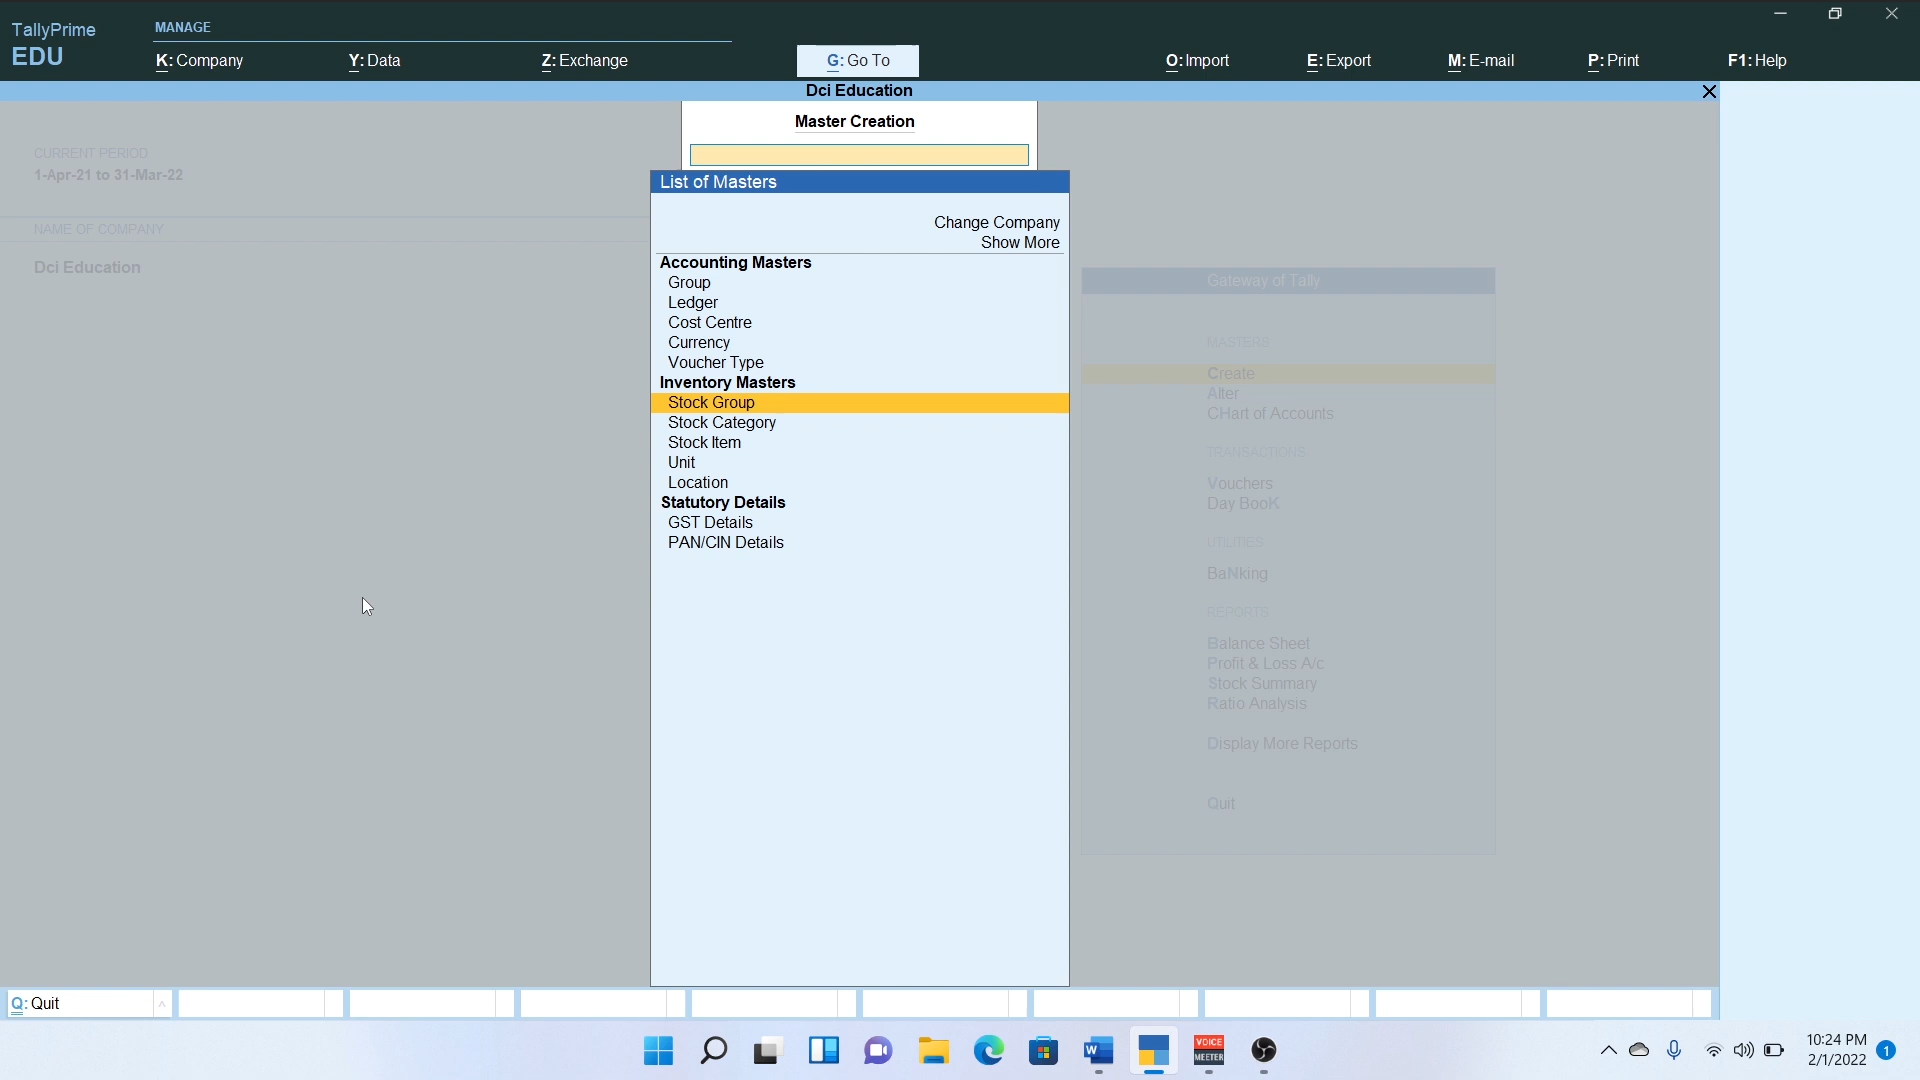 TallyPrime
EDU
MANAGE
K: Company
Y: Data
Z: Exchange
G: Go To
O: Import
E: Export
M: E-mail
P: Print
F1: Help
Dci Education
CURRENT PERIOD
1-Apr-21 to 31-Mar-22
NAME OF COMPANY
Dci Education
Master Creation
List of Masters
Change Company
Show More
Accounting Masters
Group
Ledger
Cost Centre
Currency
Voucher Type
Inventory Masters
Stock Group
Stock Category
Stock Item
Unit
Location
Statutory Details
GST Details
PAN/CIN Details
Gateway of Tally
MASTERS
Create
Alter
CHart of Accounts
TRANSACTIONS
Vouchers
Day BooK
UTILITIES
BaNking
REPORTS
Balance Sheet
Profit & Loss A/c
Stock Summary
Ratio Analysis
Display More Reports
Quit
Q: Quit
W
VOICE
MEETER
10:24 PM
2/1/2022
1